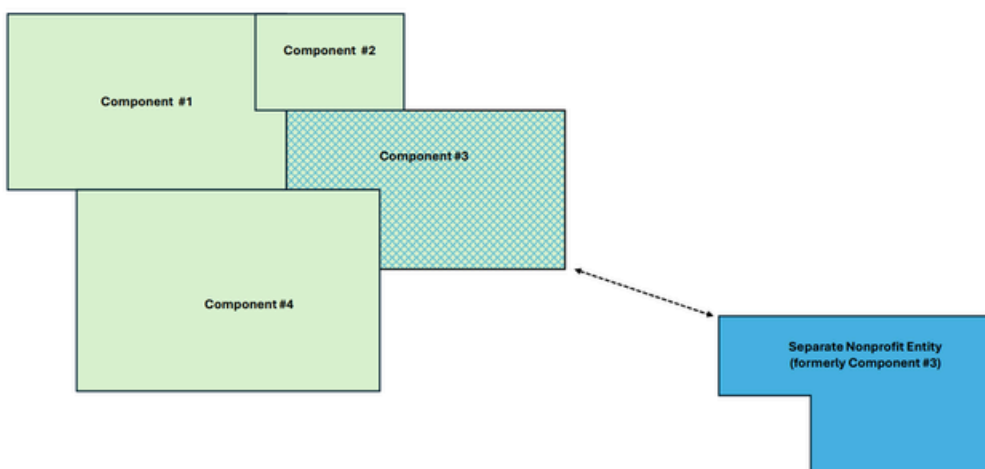 Component #2
Component #1
Component #3
Component #4
Separate Nonprofit Entity
(formerly Component #3)